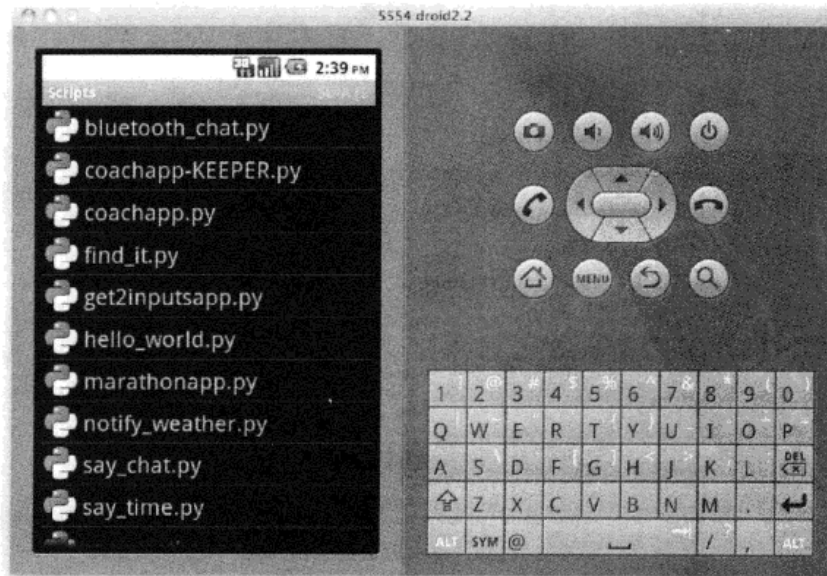 5554 droid2.2
2:39 PM
Scripts
bluetooth_chat.py
coachapp-KEEPER.py
coachapp.py
find_it.py
get2inputsapp.py
hello_world.py
marathonapp.py
notify_weather.py
say_chat.py
say_time.py
MENU
1 2 @ 3 # 4 $ 5 % 6 ^ 7 & 8 * 9 ( 0 )
Q W E R T Y U I O P
A S D F G H J K L DEL
Z X C V B N M .
ALT SYM @ / ? , ALT